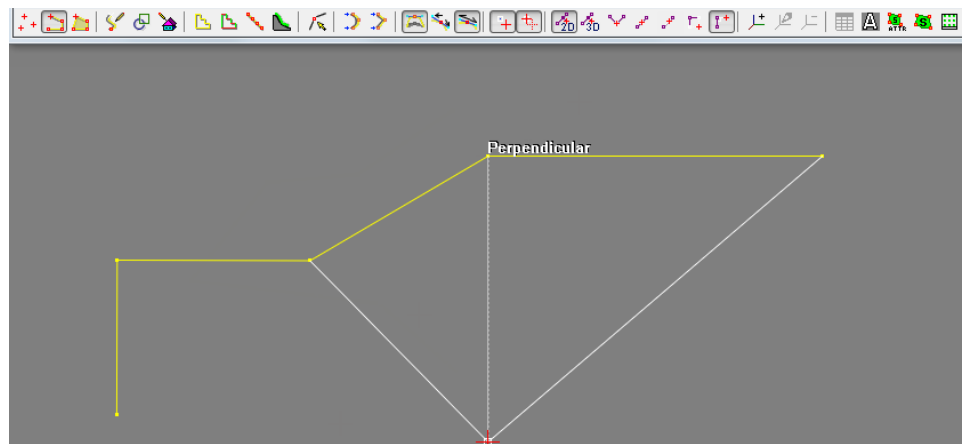 2D
3D
A
S
ATTR
S
Perpendicular